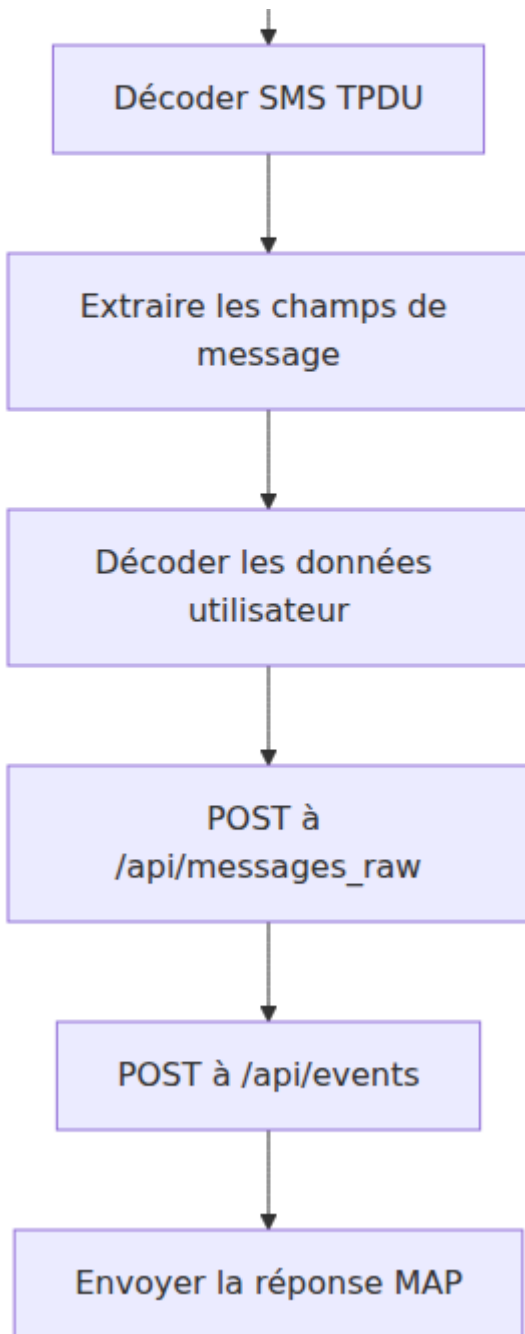 Décoder SMS TPDU
Extraire les champs de
message
Décoder les données
utilisateur
POST à
/api/messages_raw
POST à /api/events
Envoyer la réponse MAP